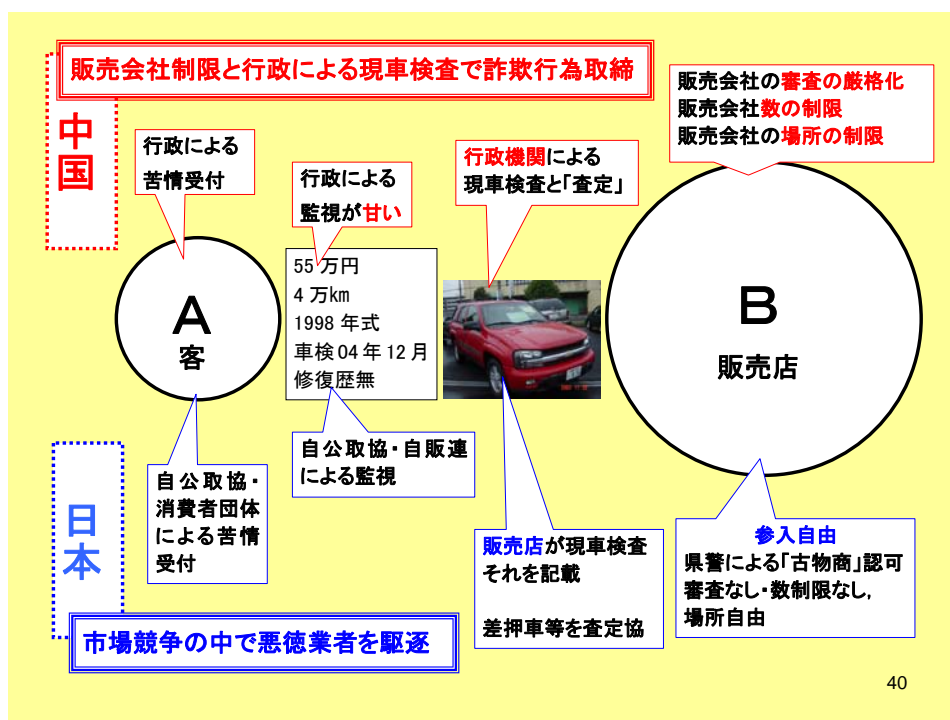 販売会社制限と行政による現車検査で詐欺行為取締
中
国
行政による
苦情受付
行政による
監視が甘い
行政機関による
現車検査と「査定」
販売会社の審査の厳格化
販売会社数の制限
販売会社の場所の制限
A
客
55 万円
4 万km
1998 年式
車検04年12月
修復歴無
B
販売店
自公取協・
消費者団体
による苦情
受付
自公取協・自販連
による監視
販売店が現車検査
それを記載
差押車等を査定協
参入自由
県警による「古物商」認可
審査なし・数制限なし,
場所自由
日
本
市場競争の中で悪徳業者を駆逐
40